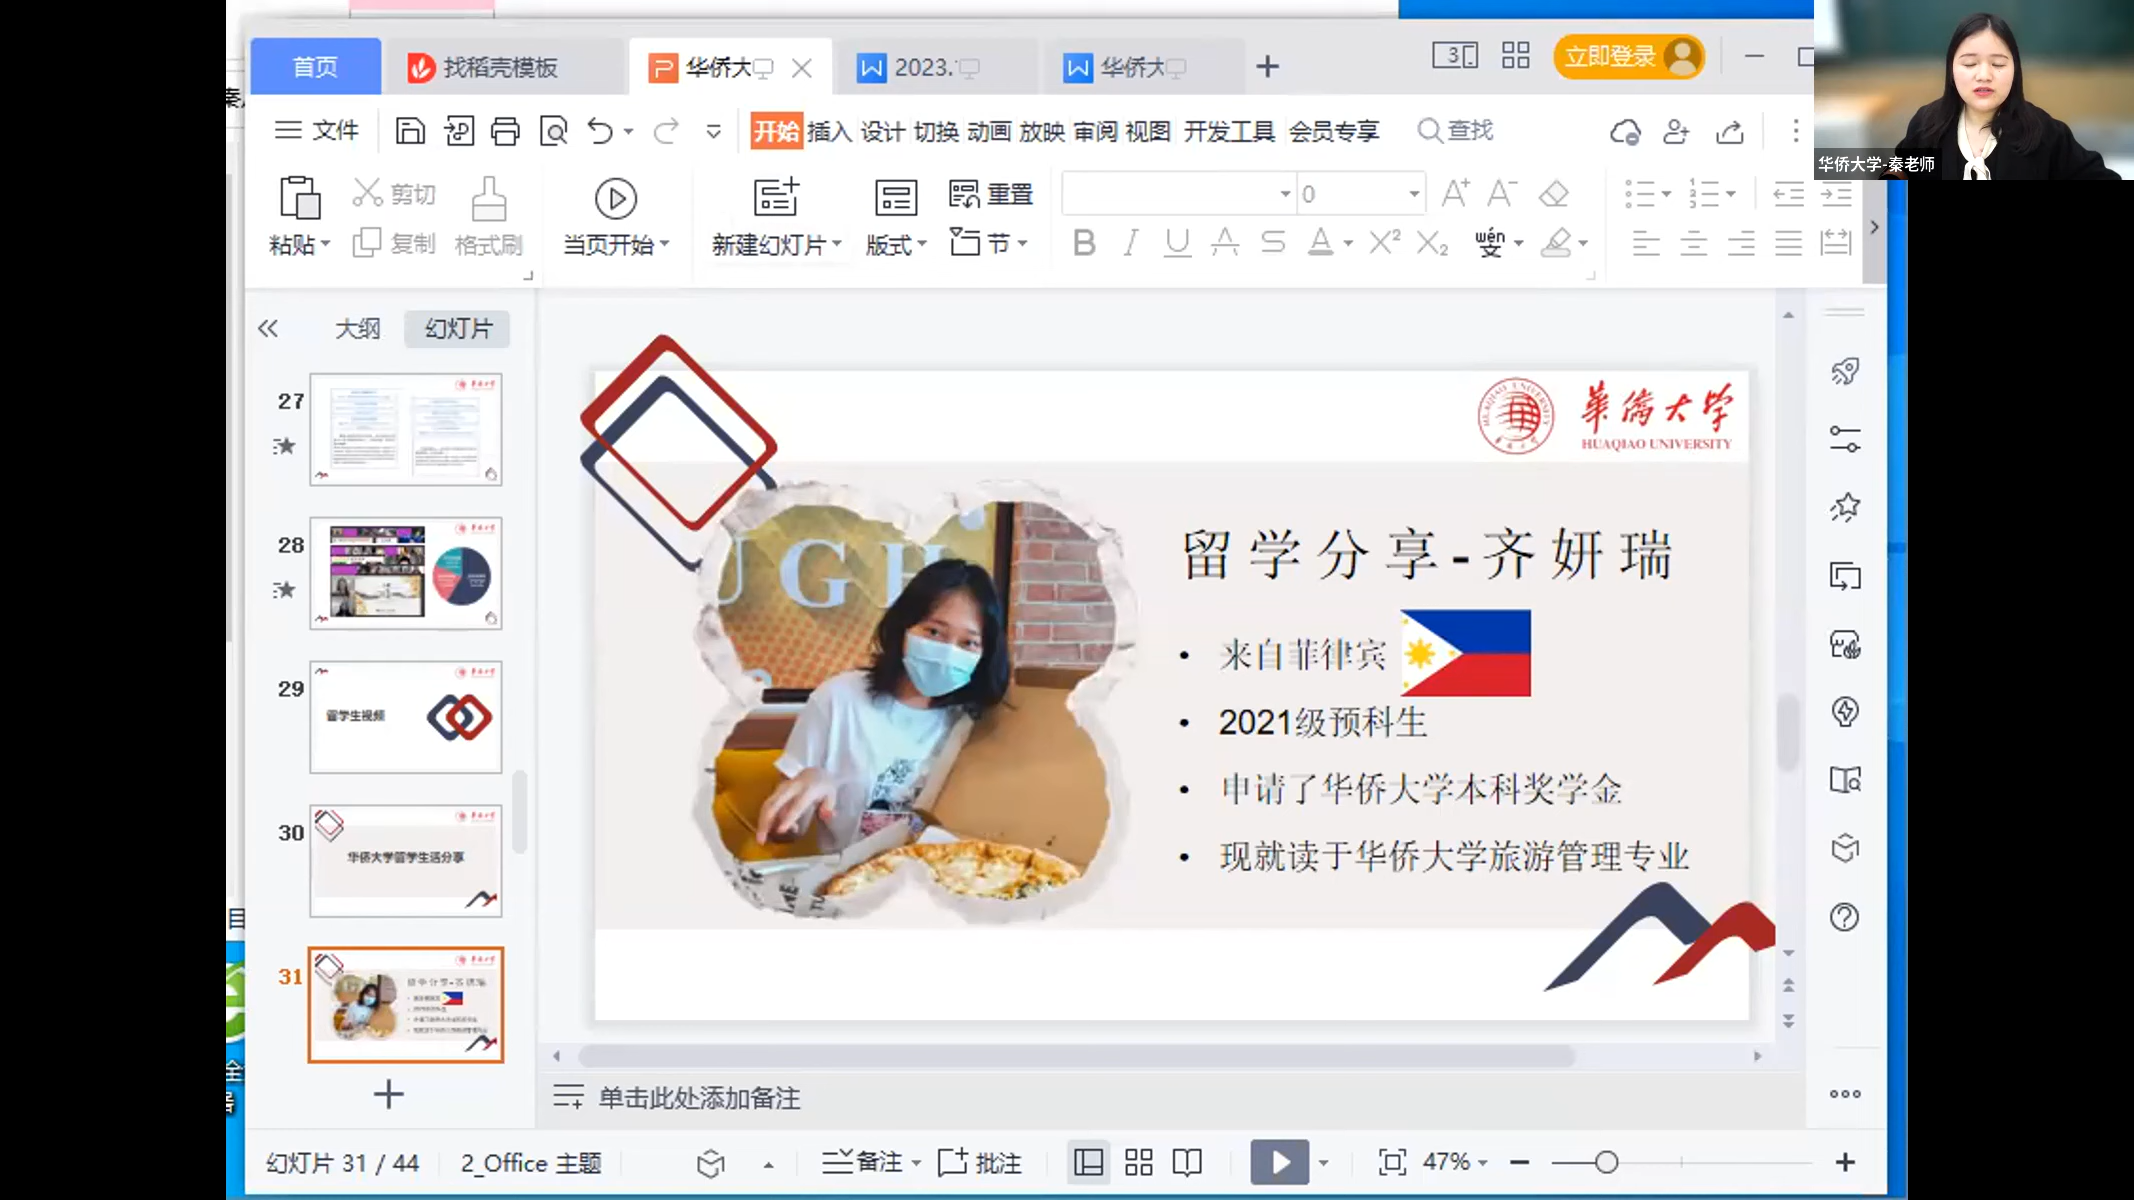 首页
找稻壳模板
华侨大
2023.
华侨大
立即登录
文件
开始 插入 设计 切换 动画 放映 审阅 视图 开发工具 会员专享
查找
华侨大学-秦老师
粘贴
剪切
复制
格式刷
当页开始
新建幻灯片
版式
重置
节
0
大纲
幻灯片
27
28
29
留学生视频
30
华侨大学留学生活分享
31
華僑大学
HUAQIAO UNIVERSITY
UGH
留学分享-齐妍瑞
• 来自菲律宾
• 2021级预科生
• 申请了华侨大学本科奖学金
• 现就读于华侨大学旅游管理专业
单击此处添加备注
幻灯片 31 / 44
2_Office 主题
备注
批注
47%